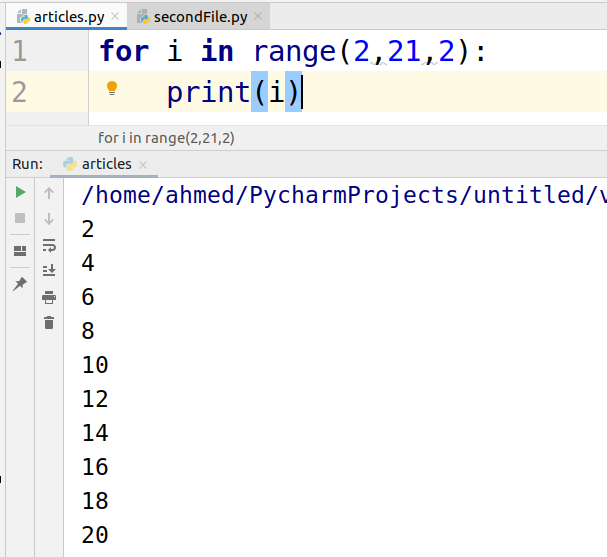 articles.py secondFile.py
1 for i in range(2,21,2):
2 print(i)
for i in range(2,21,2)
Run: articles
/home/ahmed/PycharmProjects/untitled/v
2
4
6
8
10
12
14
16
18
20